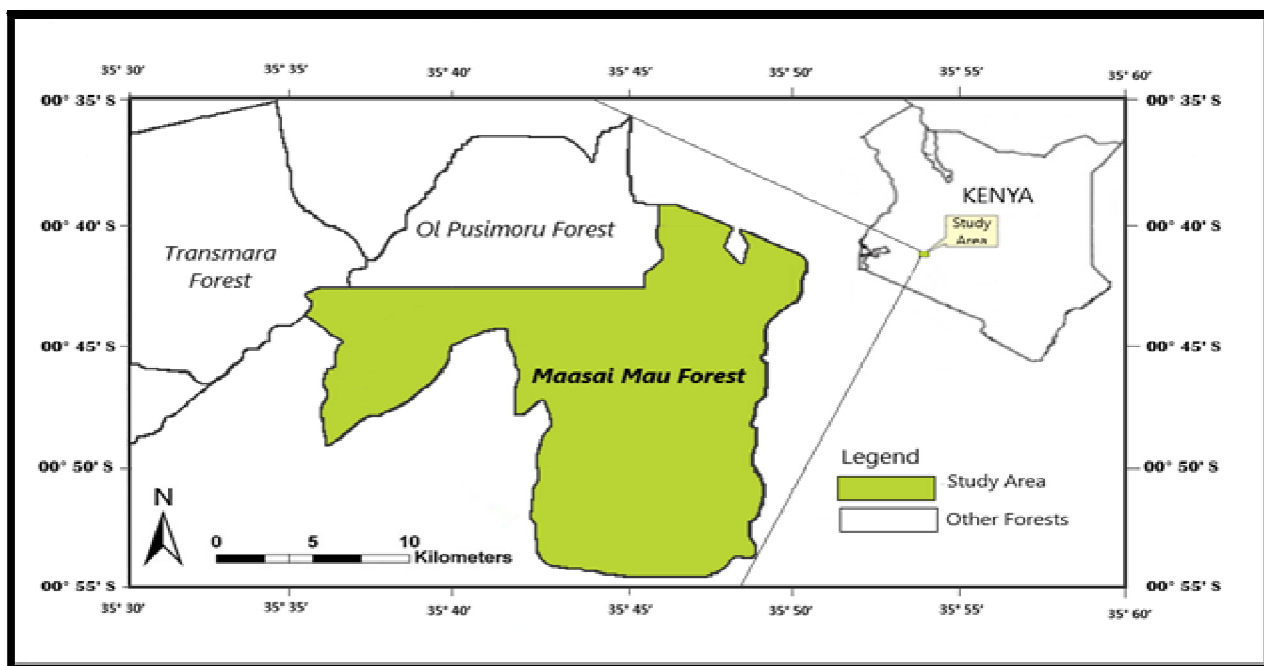 35° 30′ 35° 35′ 35° 40′ 35° 45′ 35° 50′ 35° 55′ 35° 60′
00° 35′ S 00° 35′ S
KENYA
Study
Area
00° 40′ S 00° 40′ S
Ol Pusimoru Forest
Transmara
Forest
00° 45′ S 00° 45′ S
Maasai Mau Forest
Legend
00° 50′ S 00° 50′ S
Study Area
Other Forests
N
0 5 10
Kilometers
00° 55′ S 00° 55′ S
35° 30′ 35° 35′ 35° 40′ 35° 45′ 35° 50′ 35° 55′ 35° 60′